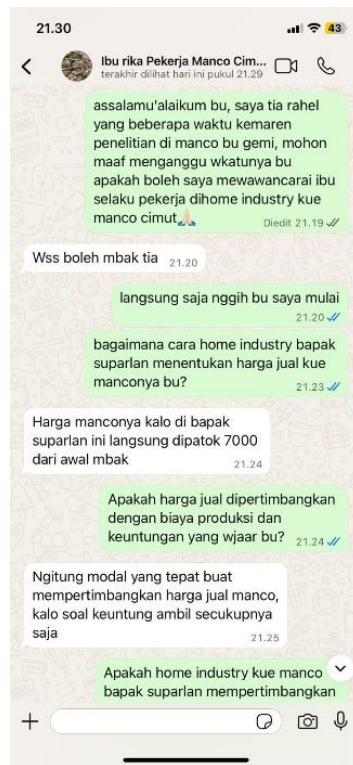 21.30
43
Ibu rika Pekerja Manco Cim...
terakhir dilihat hari ini pukul 21.29
assalamu'alaikum bu, saya tia rahel
yang beberapa waktu kemaren
penelitian di manco bu gemi, mohon
maaf menganggu wkatunya bu
apakah boleh saya mewawancarai ibu
selaku pekerja dihome industry kue
manco cimut🙏🏻
Diedit 21.19
Wss boleh mbak tia
21.20
langsung saja nggih bu saya mulai
21.20
bagaimana cara home industry bapak
suparlan menentukan harga jual kue
manconya bu?
21.23
Harga manconya kalo di bapak
suparlan ini langsung dipatok 7000
dari awal mbak
21.24
Apakah harga jual dipertimbangkan
dengan biaya produksi dan
keuntungan yang wjaar bu?
21.24
Ngitung modal yang tepat buat
mempertimbangkan harga jual manco,
kalo soal keuntung ambil secukupnya
saja
21.25
Apakah home industry kue manco
bapak suparlan mempertimbangkan